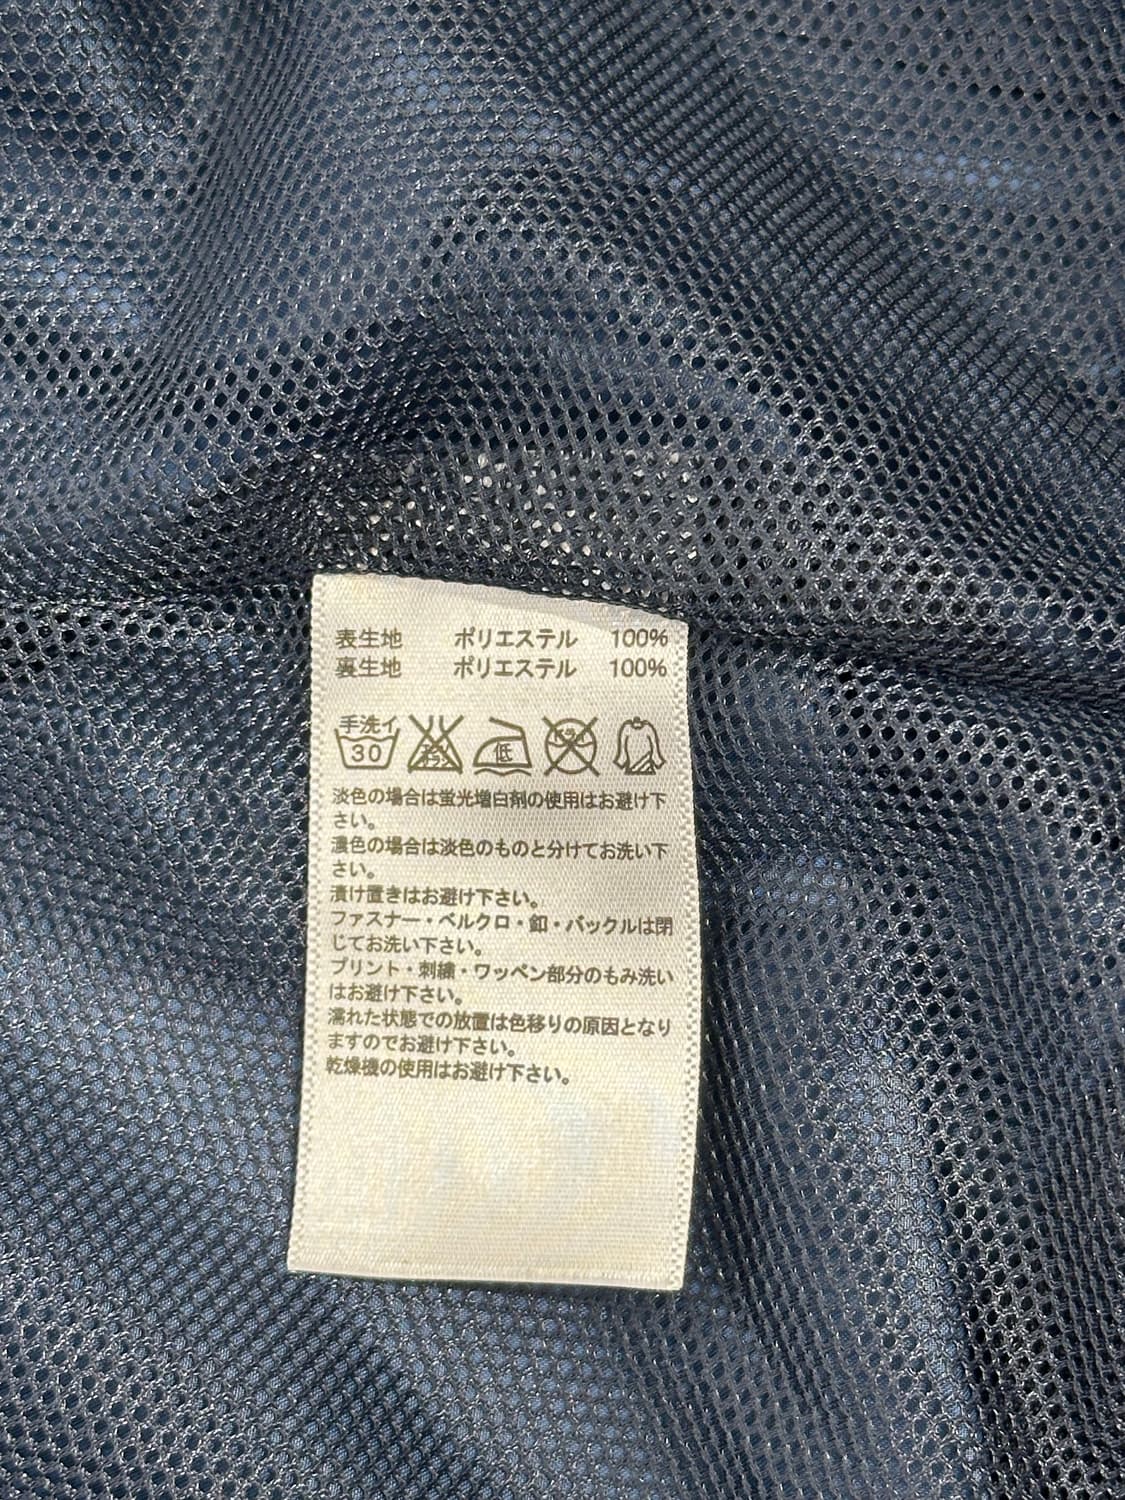 表生地 ポリエステル 100%
裏生地 ポリエステル 100%
手洗イ
30
低
淡色の場合は蛍光増白剤の使用はお避け下
さい。
濃色の場合は淡色のものと分けてお洗い下
さい。
漬け置きはお避け下さい。
ファスナー・ベルクロ・釦・バックルは閉
じてお洗い下さい。
プリント・刺繍・ワッペン部分のもみ洗い
はお避け下さい。
濡れた状態での放置は色移りの原因となり
ますのでお避け下さい。
乾燥機の使用はお避け下さい。